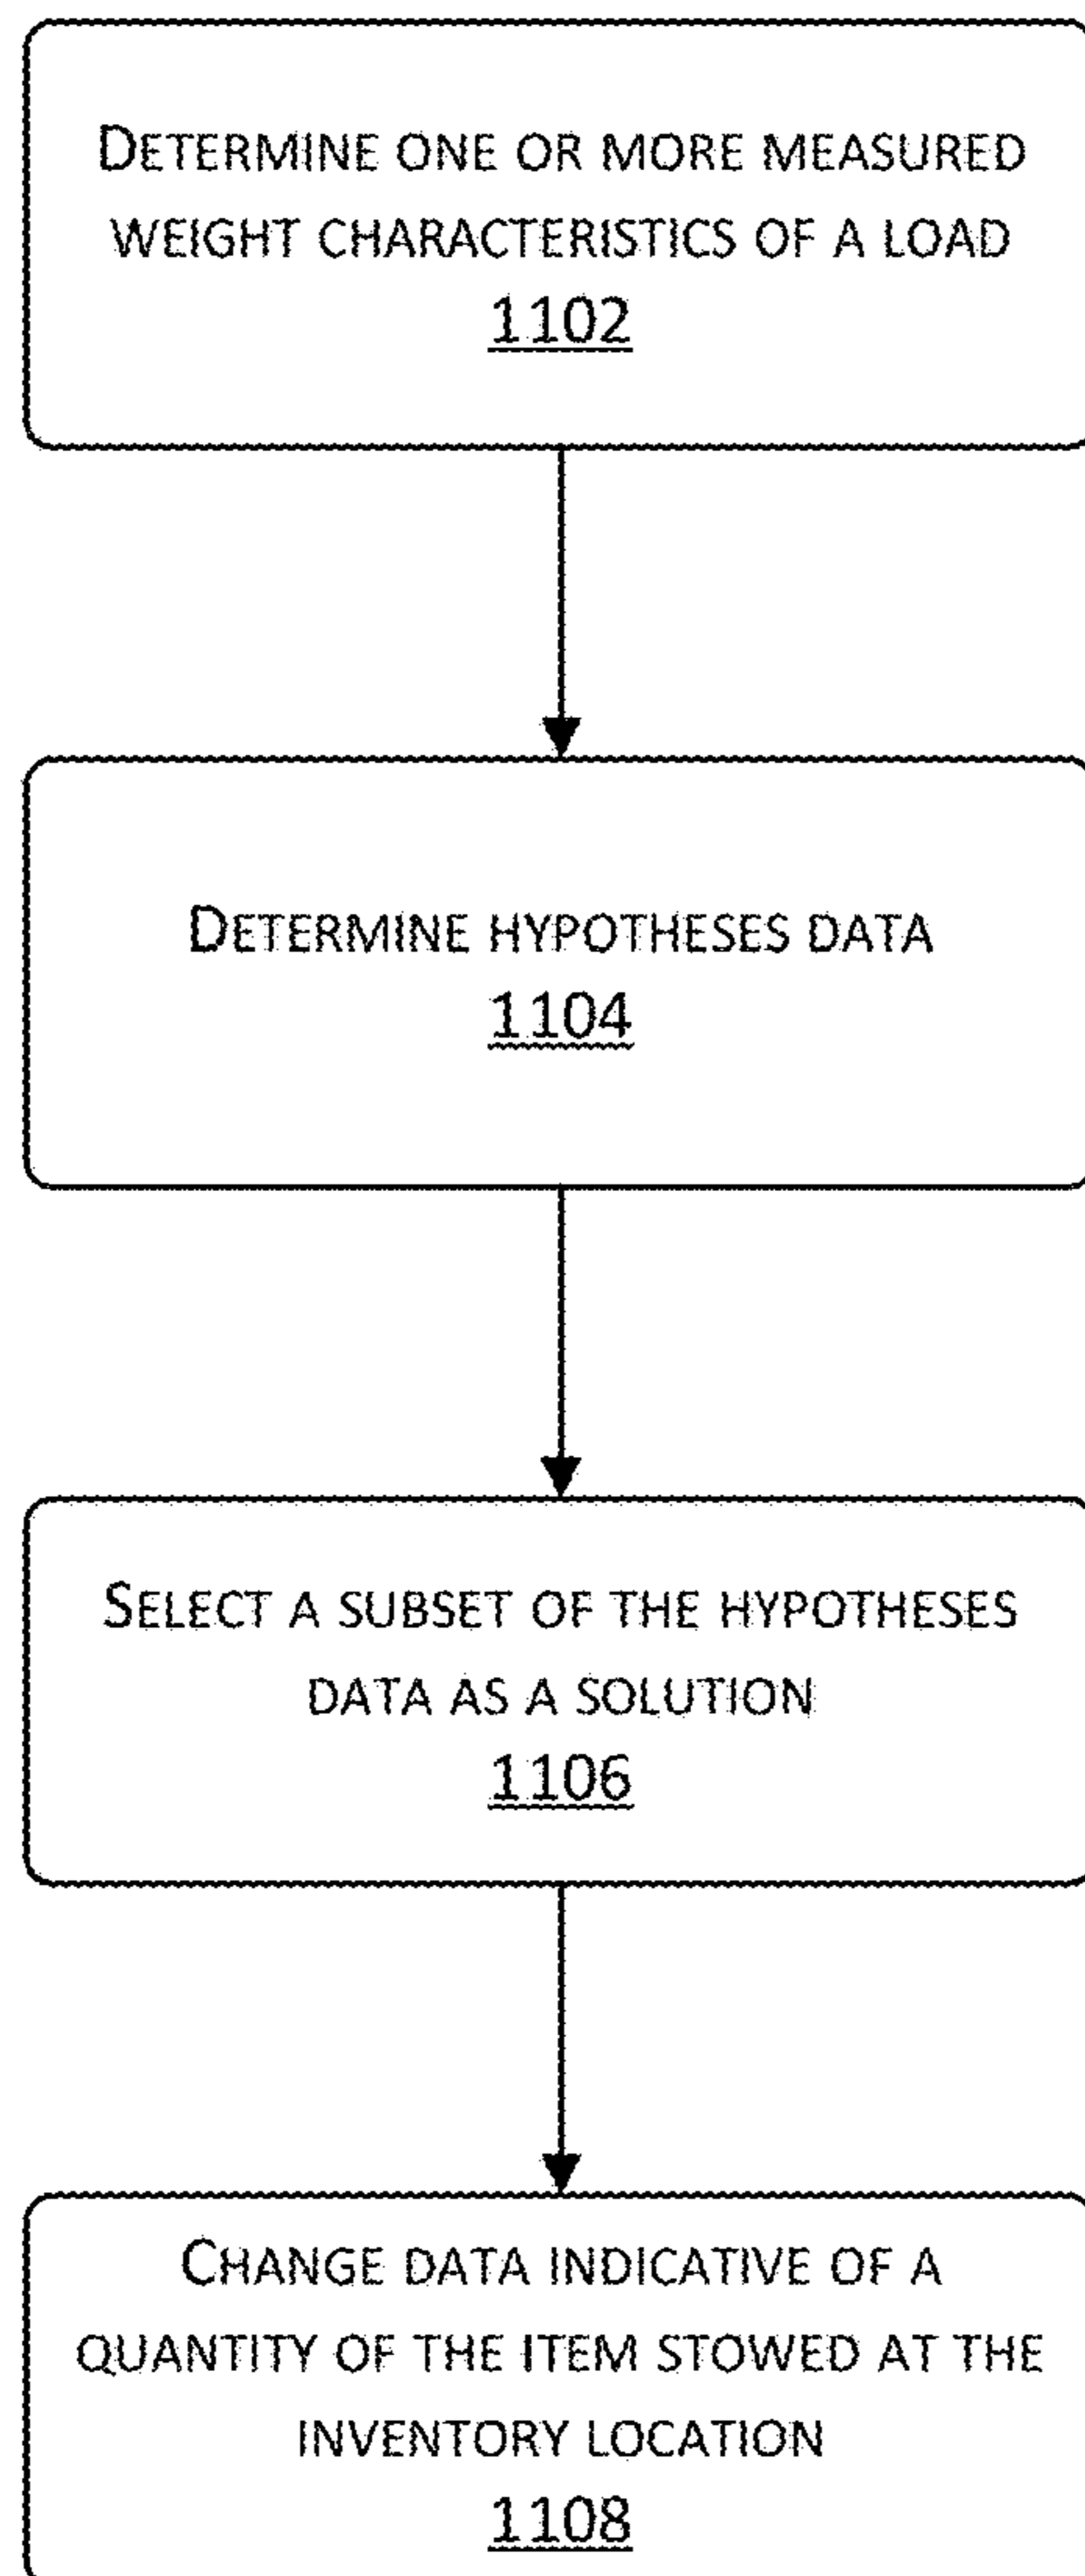 DETERMINE ONE OR MORE MEASURED
WEIGHT CHARACTERISTICS OF A LOAD
1102
DETERMINE HYPOTHESES DATA
1104
SELECT A SUBSET OF THE HYPOTHESES
DATA AS A SOLUTION
1106
CHANGE DATA INDICATIVE OF A
QUANTITY OF THE ITEM STOWED AT THE
INVENTORY LOCATION
1108